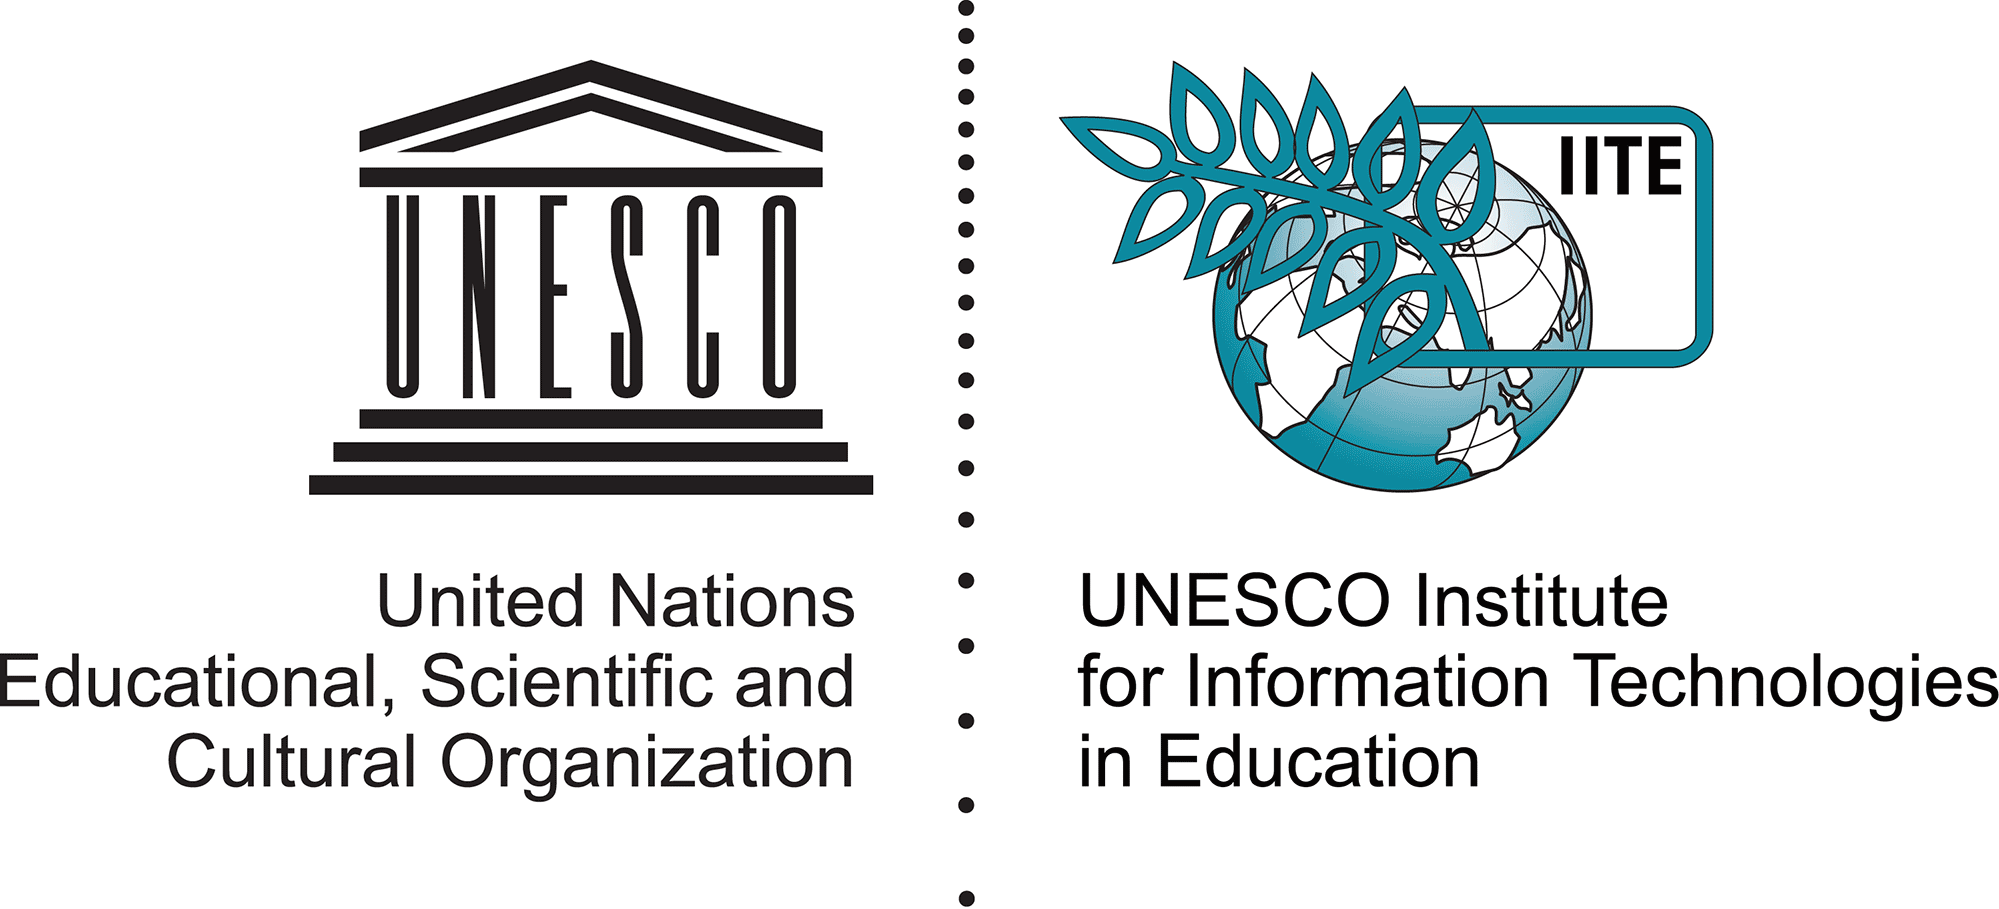 UNESCO
United Nations
Educational, Scientific and
Cultural Organization
IITE
UNESCO Institute
for Information Technologies
in Education